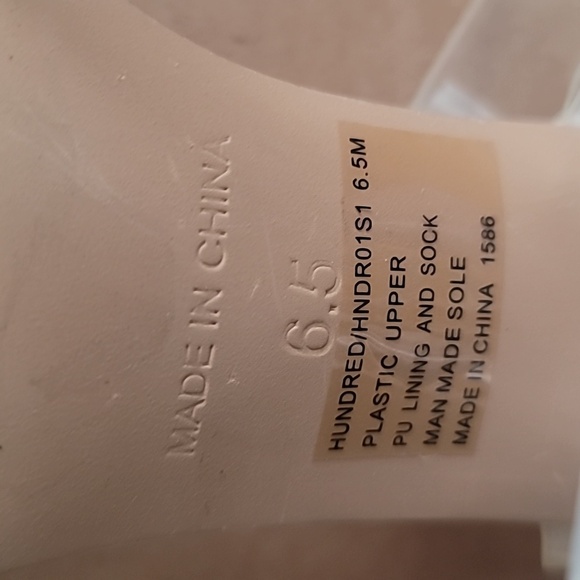 MADE IN CHINA
6.5
HUNDRED/HNDR01S1 6.5M
PLASTIC UPPER
PU LINING AND SOCK
MAN MADE SOLE
MADE IN CHINA 1586